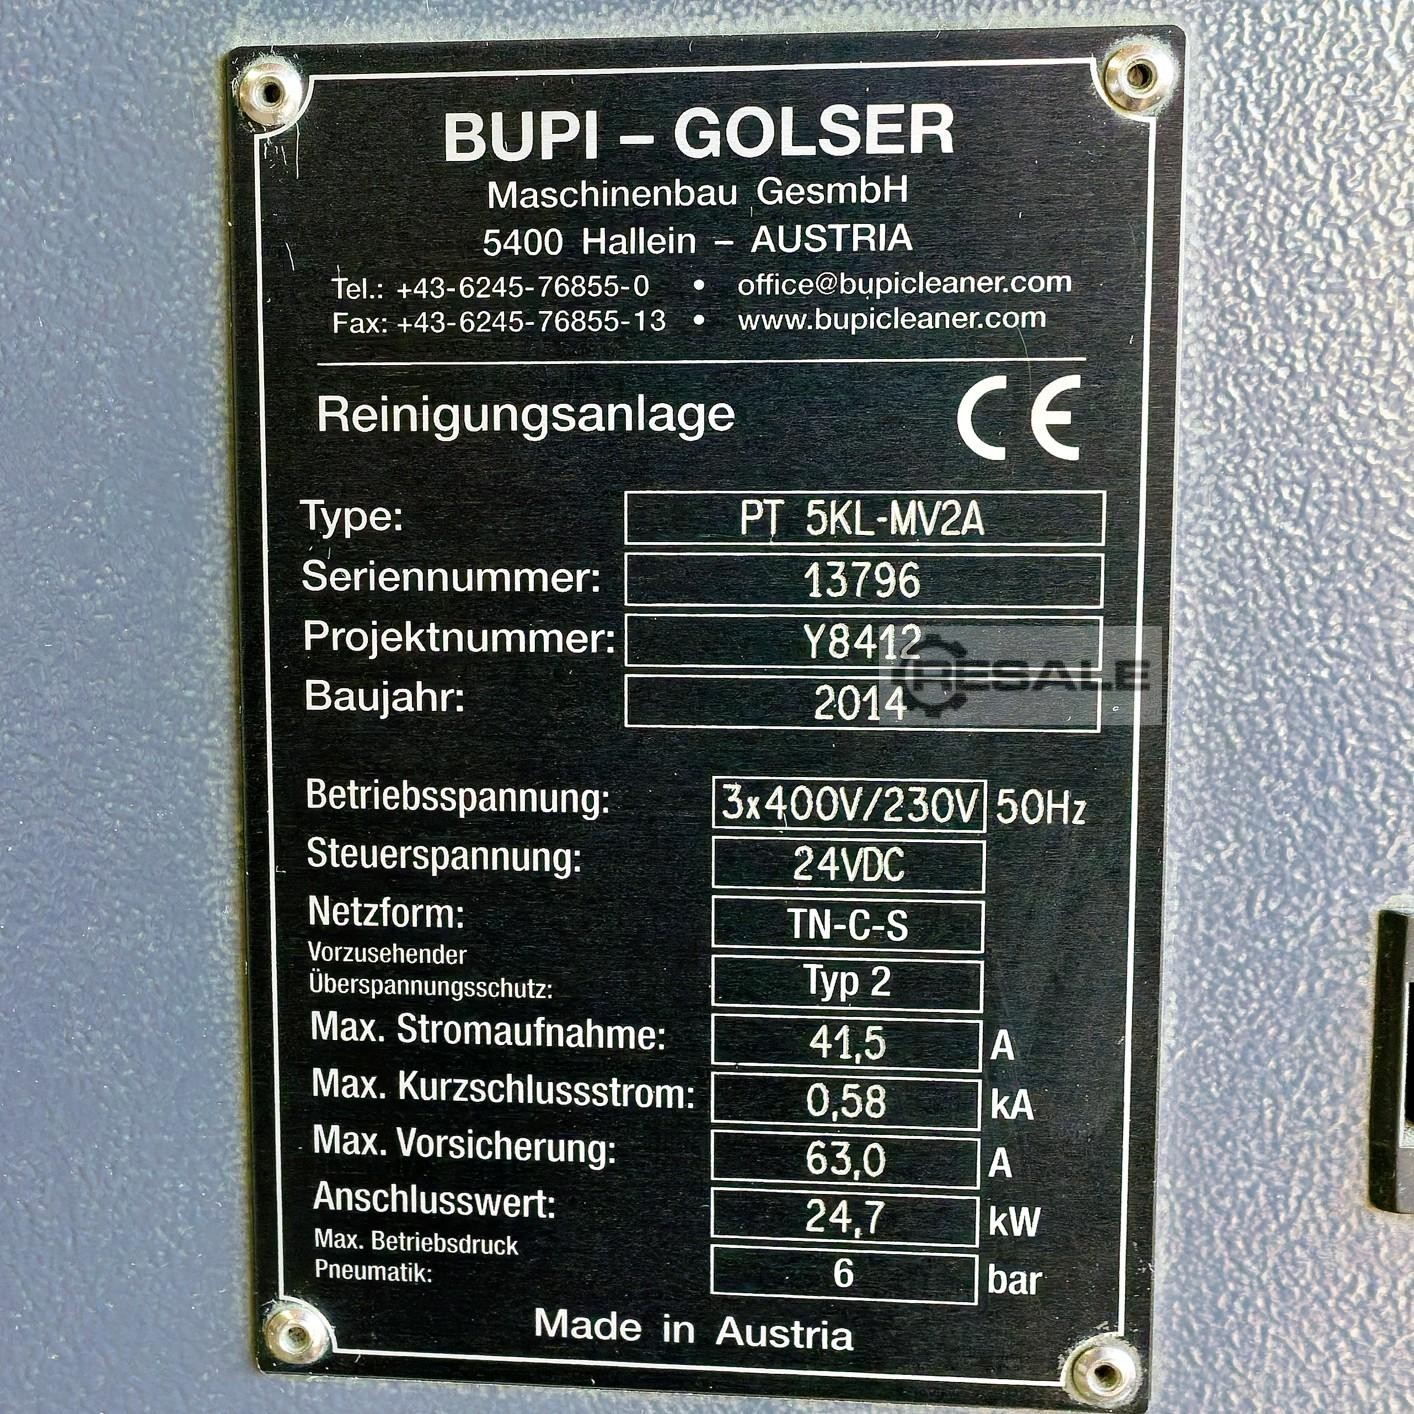 BUPI – GOLSER
Maschinenbau GesmbH
5400 Hallein – AUSTRIA
Tel.: +43-6245-76855-0 • office@bupicleaner.com
Fax: +43-6245-76855-13 • www.bupicleaner.com
Reinigungsanlage CE
Type: PT 5KL-MV2A
Seriennummer: 13796
Projektnummer: Y8412
RESALE
Baujahr: 2014
Betriebsspannung: 3x400V/230V 50Hz
Steuerspannung: 24VDC
Netzform: TN-C-S
Vorzusehender
Überspannungsschutz: Typ 2
Max. Stromaufnahme: 41,5 A
Max. Kurzschlussstrom: 0,58 kA
Max. Vorsicherung: 63,0 A
Anschlusswert: 24,7 kW
Max. Betriebsdruck
Pneumatik: 6 bar
Made in Austria